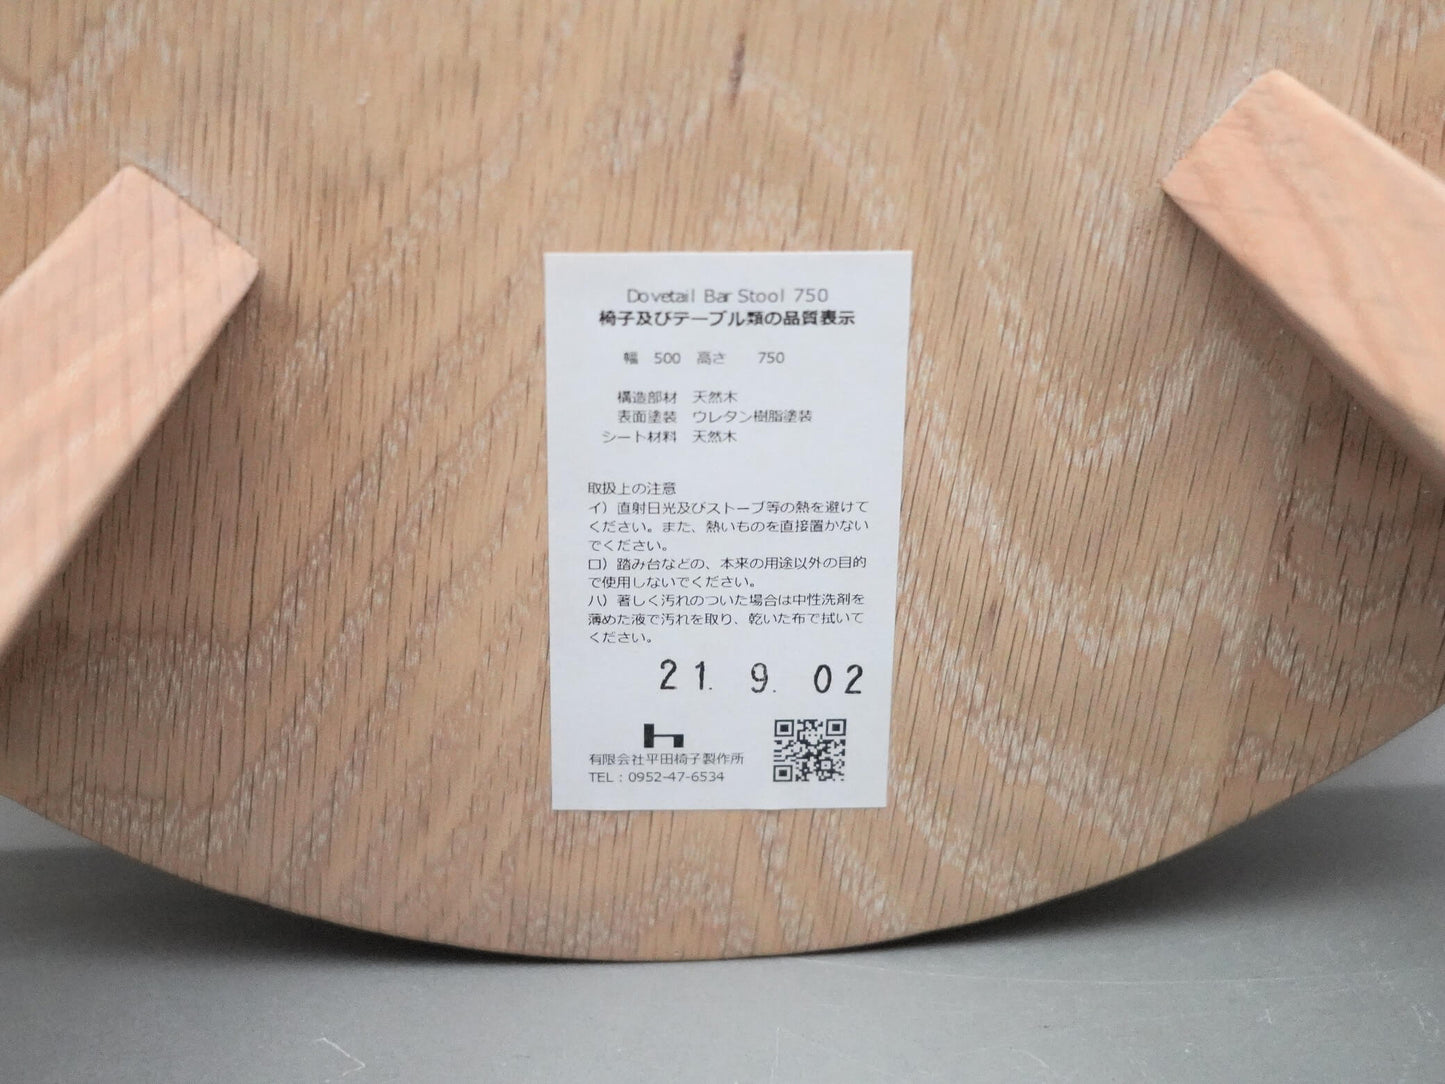 Dovetail Bar Stool 750
椅子及びテーブル類の品質表示
幅 500 高さ 750
構造部材 天然木
表面塗装 ウレタン樹脂塗装
シート材料 天然木
取扱上の注意
イ）直射日光及びストーブ等の熱を避けて
ください。また、熱いものを直接置かない
でください。
ロ）踏み台などの、本来の用途以外の目的
で使用しないでください。
ハ）著しく汚れのついた場合は中性洗剤を
薄めた液で汚れを取り、乾いた布で拭いて
ください。
21. 9. 02
有限会社平田椅子製作所
TEL：0952-47-6534